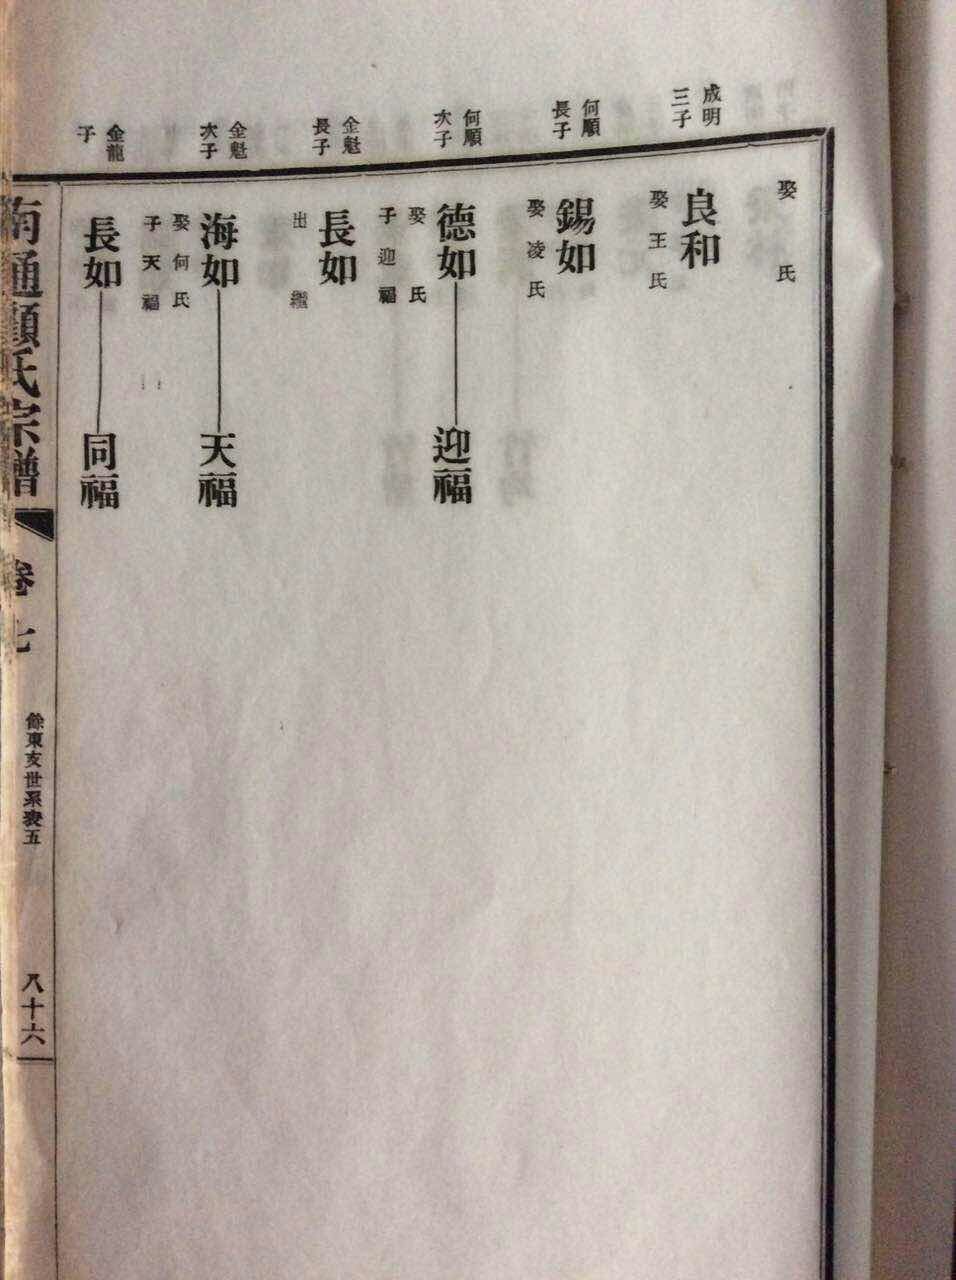 娶 氏
成明
三子
良和
娶王氏
何順
長子
錫如
娶凌氏
何順
次子
德如
迎福
娶 氏
子迎福
金魁
長子
長如
出繼
金魁
次子
海如
天福
娶何氏
子天福
金龍
子
長如
同福
南通顧氏宗譜
卷七
餘東亥世系表五
八十六